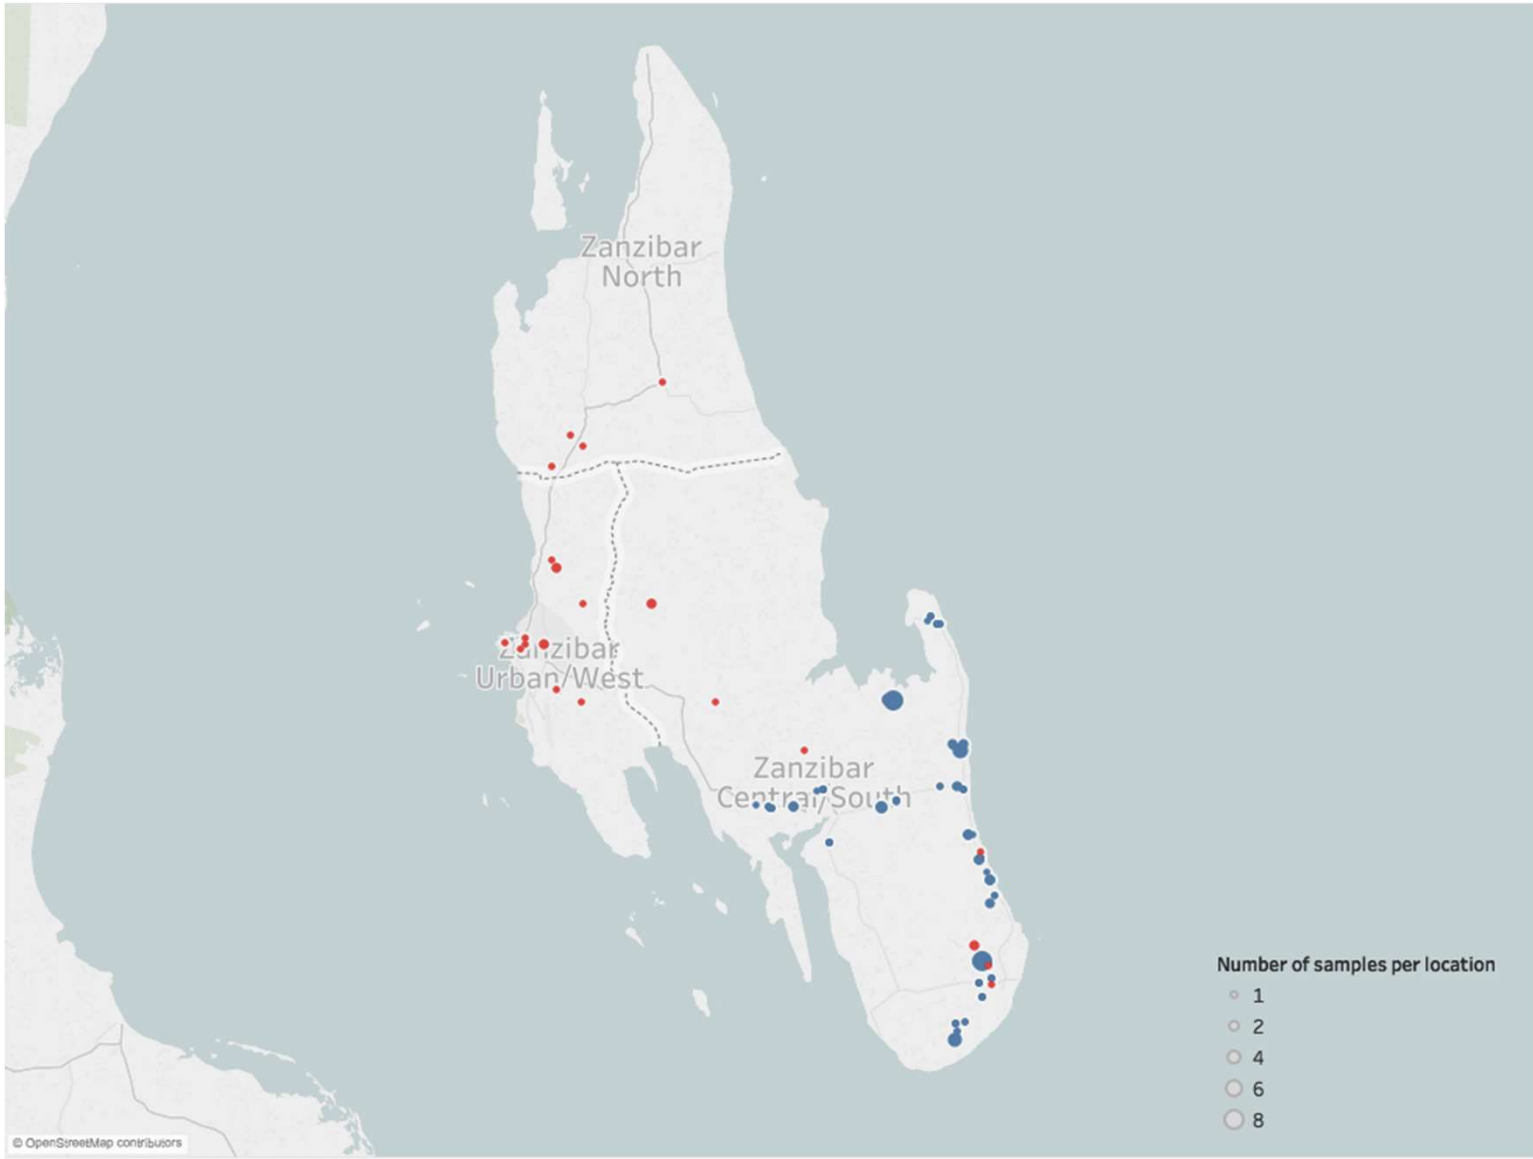 Zanzibar
North
Zanzibar
Urban/West
Zanzibar
Central/South
Number of samples per location
1
2
4
6
8
© OpenStreetMap contributors